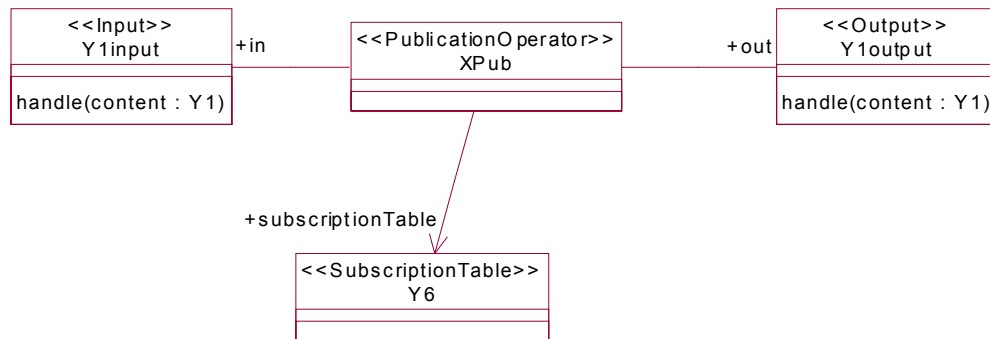 <<Input>>
Y1input
+in
<<PublicationOperator>>
XPub
+out
<<Output>>
Y1output
handle(content : Y1)
handle(content : Y1)
+subscriptionTable
<<SubscriptionTable>>
Y6